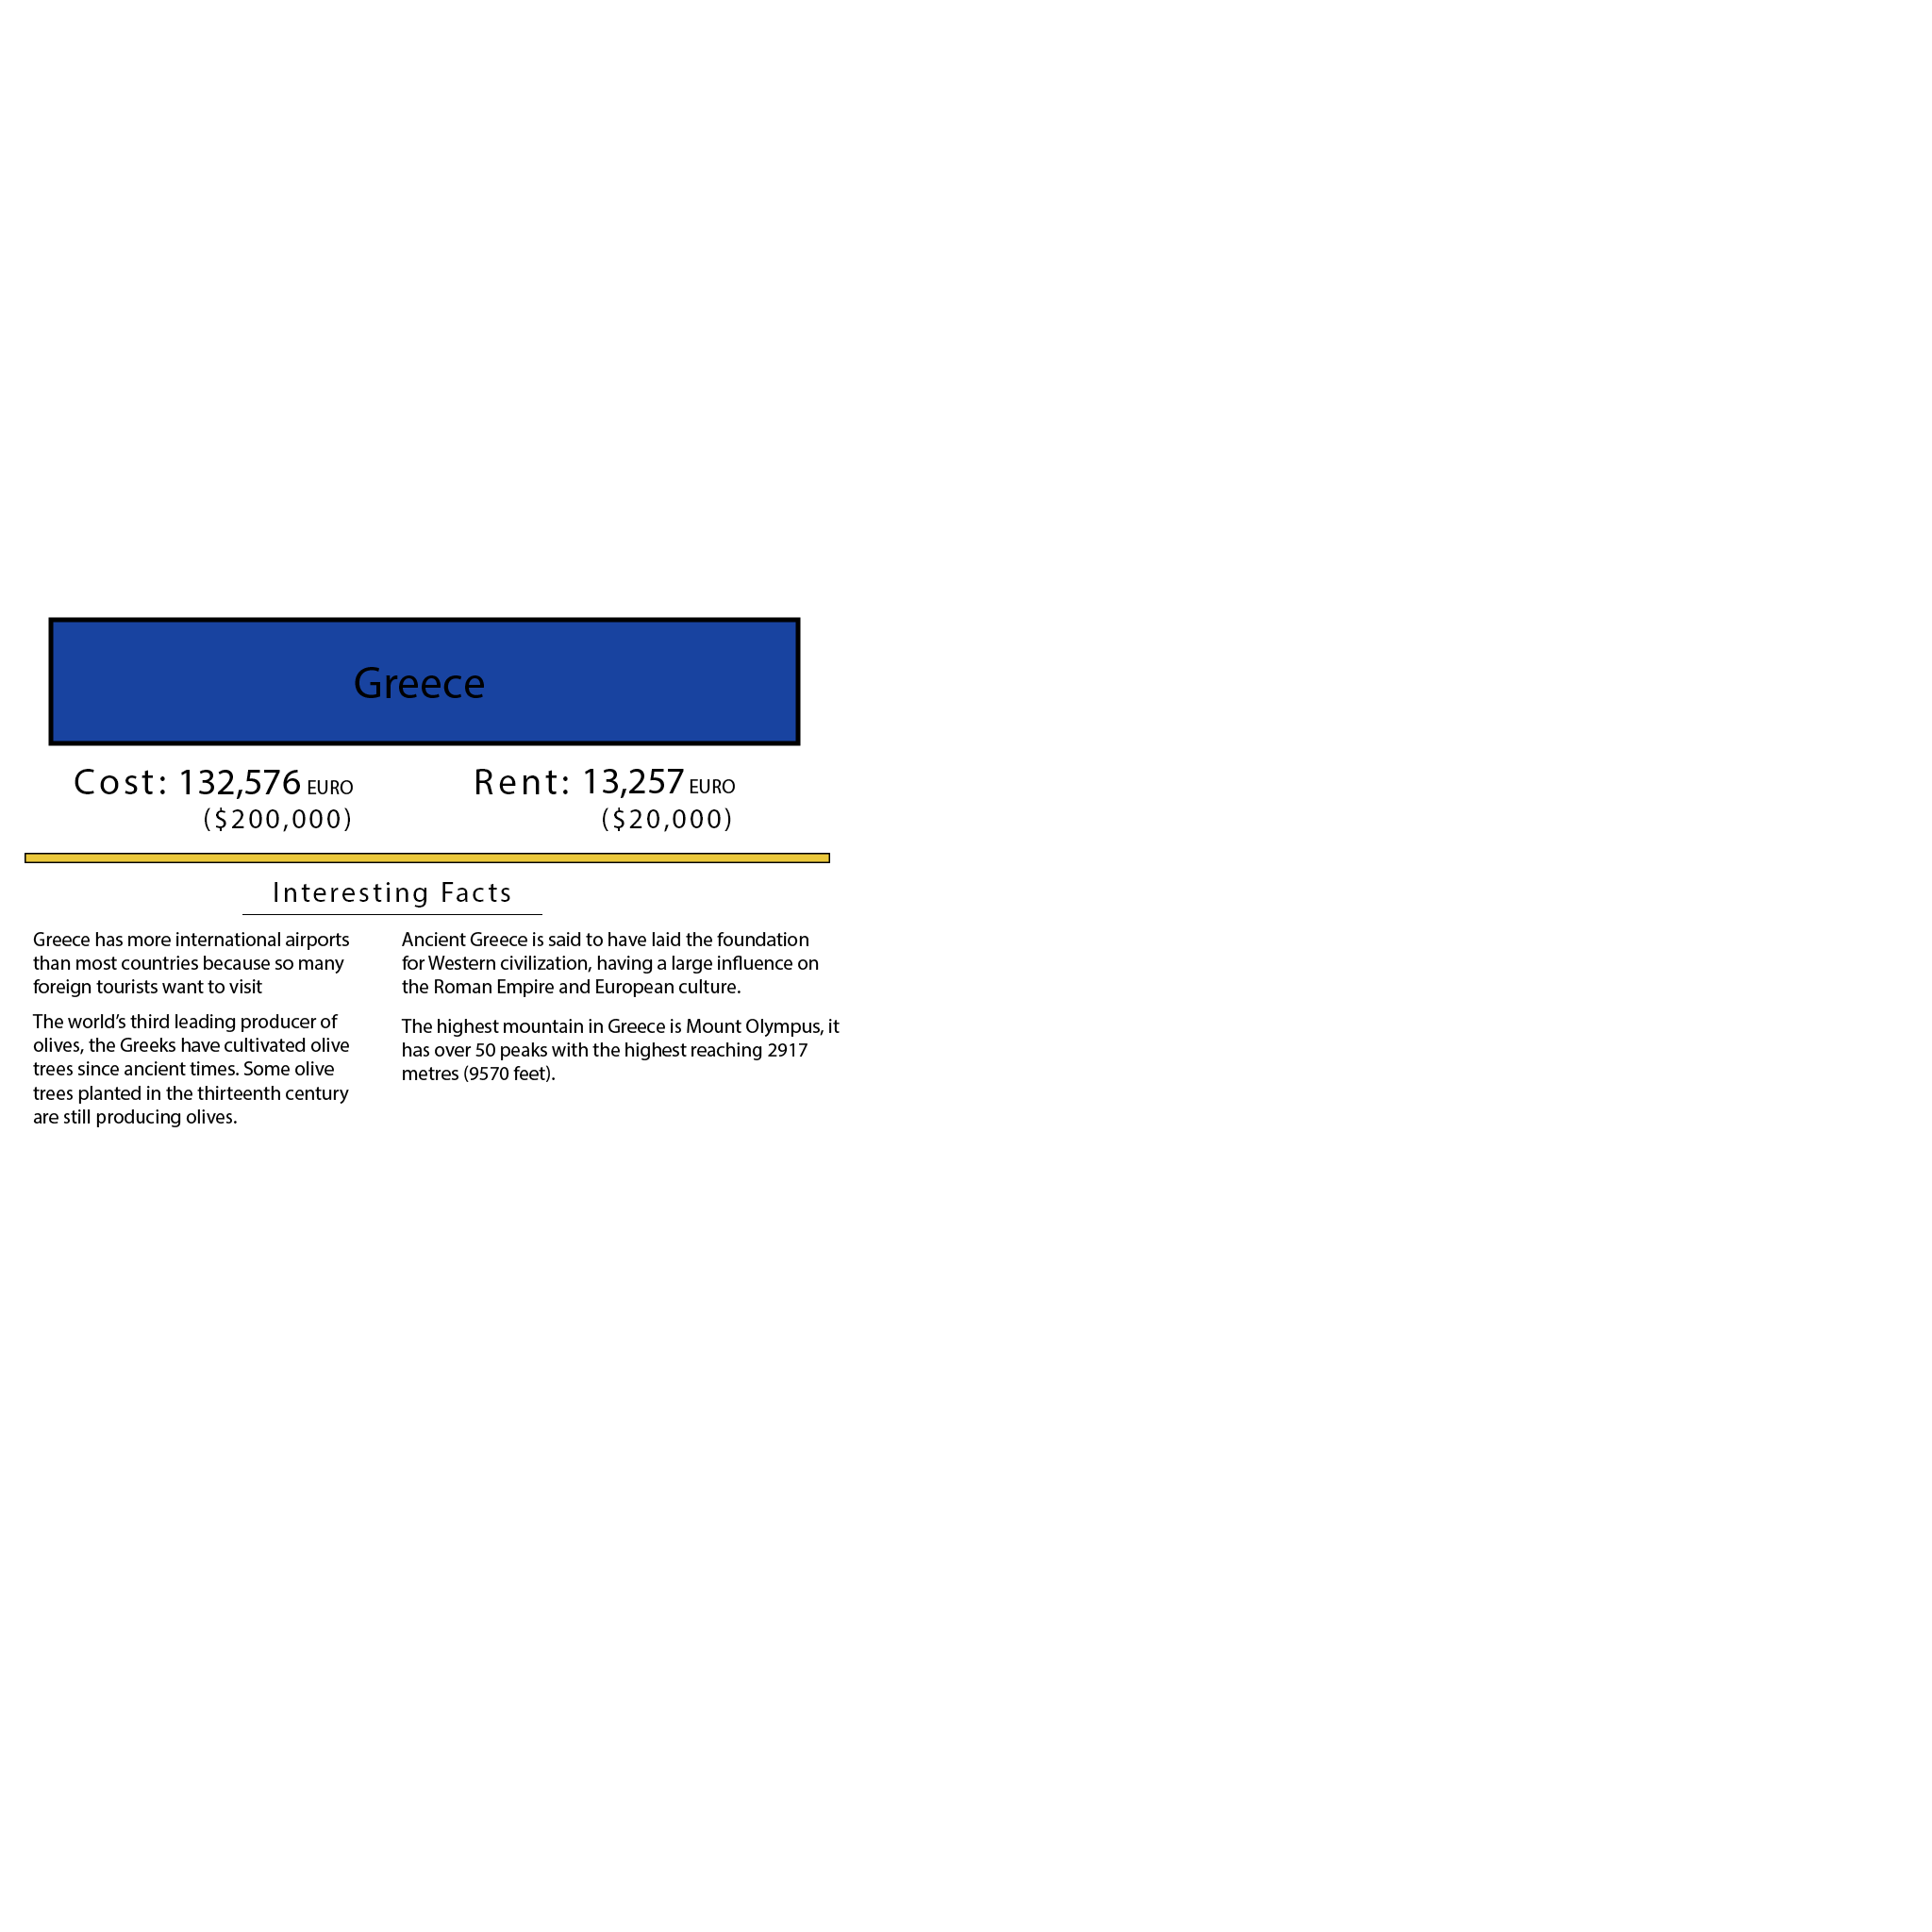 Greece
Cost: 132,576 EURO
($200,000)
Rent: 13,257 EURO
($20,000)
Interesting Facts
Greece has more international airports
than most countries because so many
foreign tourists want to visit
The world’s third leading producer of
olives, the Greeks have cultivated olive
trees since ancient times. Some olive
trees planted in the thirteenth century
are still producing olives.
Ancient Greece is said to have laid the foundation
for Western civilization, having a large influence on
the Roman Empire and European culture.
The highest mountain in Greece is Mount Olympus, it
has over 50 peaks with the highest reaching 2917
metres (9570 feet).